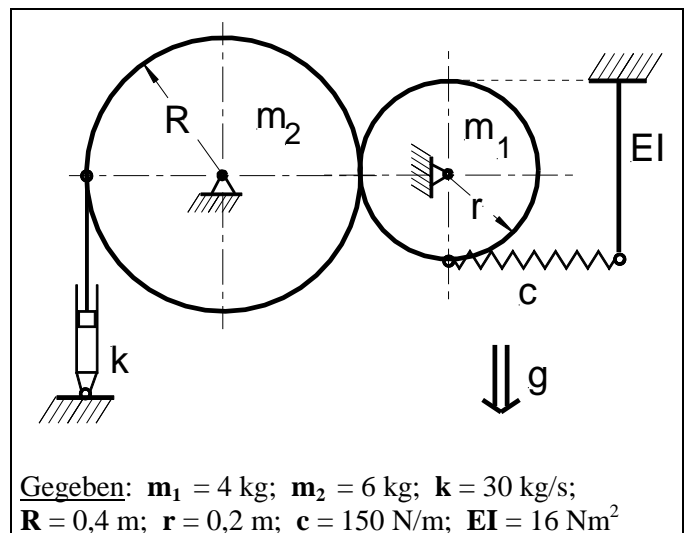 R
m₂
m₁
EI
r
c
k
g
Gegeben: m₁ = 4 kg; m₂ = 6 kg; k = 30 kg/s;
R = 0,4 m; r = 0,2 m; c = 150 N/m; EI = 16 Nm²